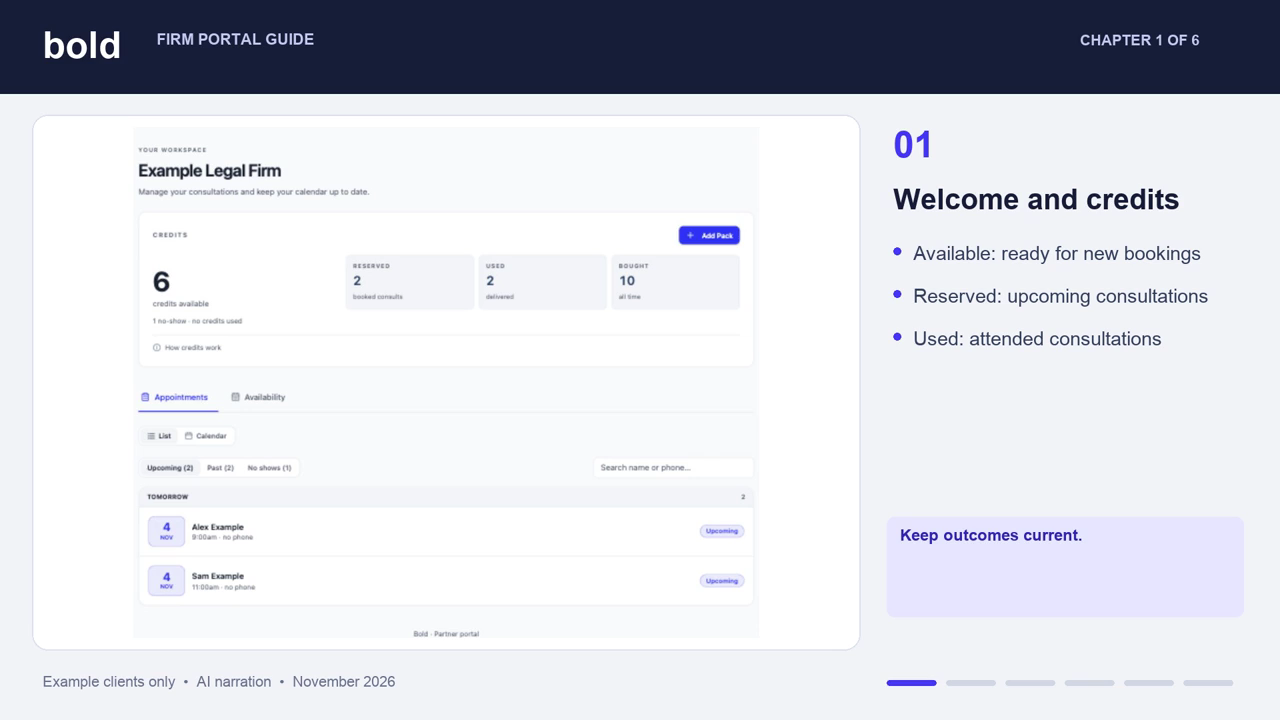 bold
FIRM PORTAL GUIDE
CHAPTER 1 OF 6
YOUR WORKSPACE
Example Legal Firm
Manage your consultations and keep your calendar up to date.
CREDITS
+ Add Pack
6
credits available
1 no-show · no credits used
RESERVED
2
booked consults
USED
2
delivered
BOUGHT
10
all time
How credits work
Appointments
Availability
List
Calendar
Upcoming (2)
Past (2)
No shows (1)
Search name or phone...
TOMORROW
2
4
NOV
Alex Example
9:00am · no phone
Upcoming
4
NOV
Sam Example
11:00am · no phone
Upcoming
Bold · Partner portal
01
Welcome and credits
Available: ready for new bookings
Reserved: upcoming consultations
Used: attended consultations
Keep outcomes current.
Example clients only • AI narration • November 2026